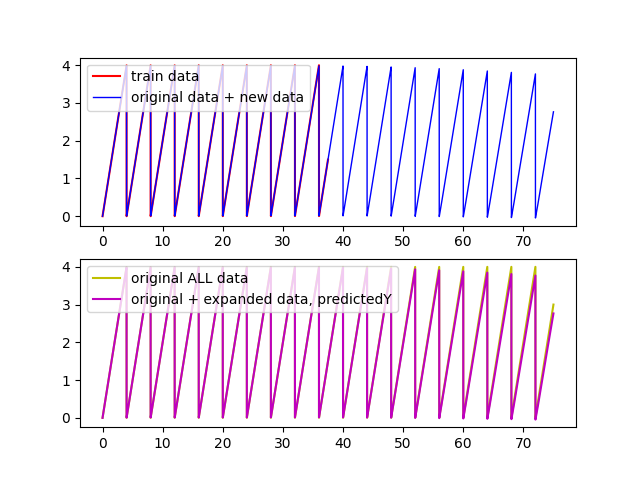 4
train data
original data + new data
3
2
1
0
0 10 20 30 40 50 60 70
4
original ALL data
original + expanded data, predictedY
3
2
1
0
0 10 20 30 40 50 60 70